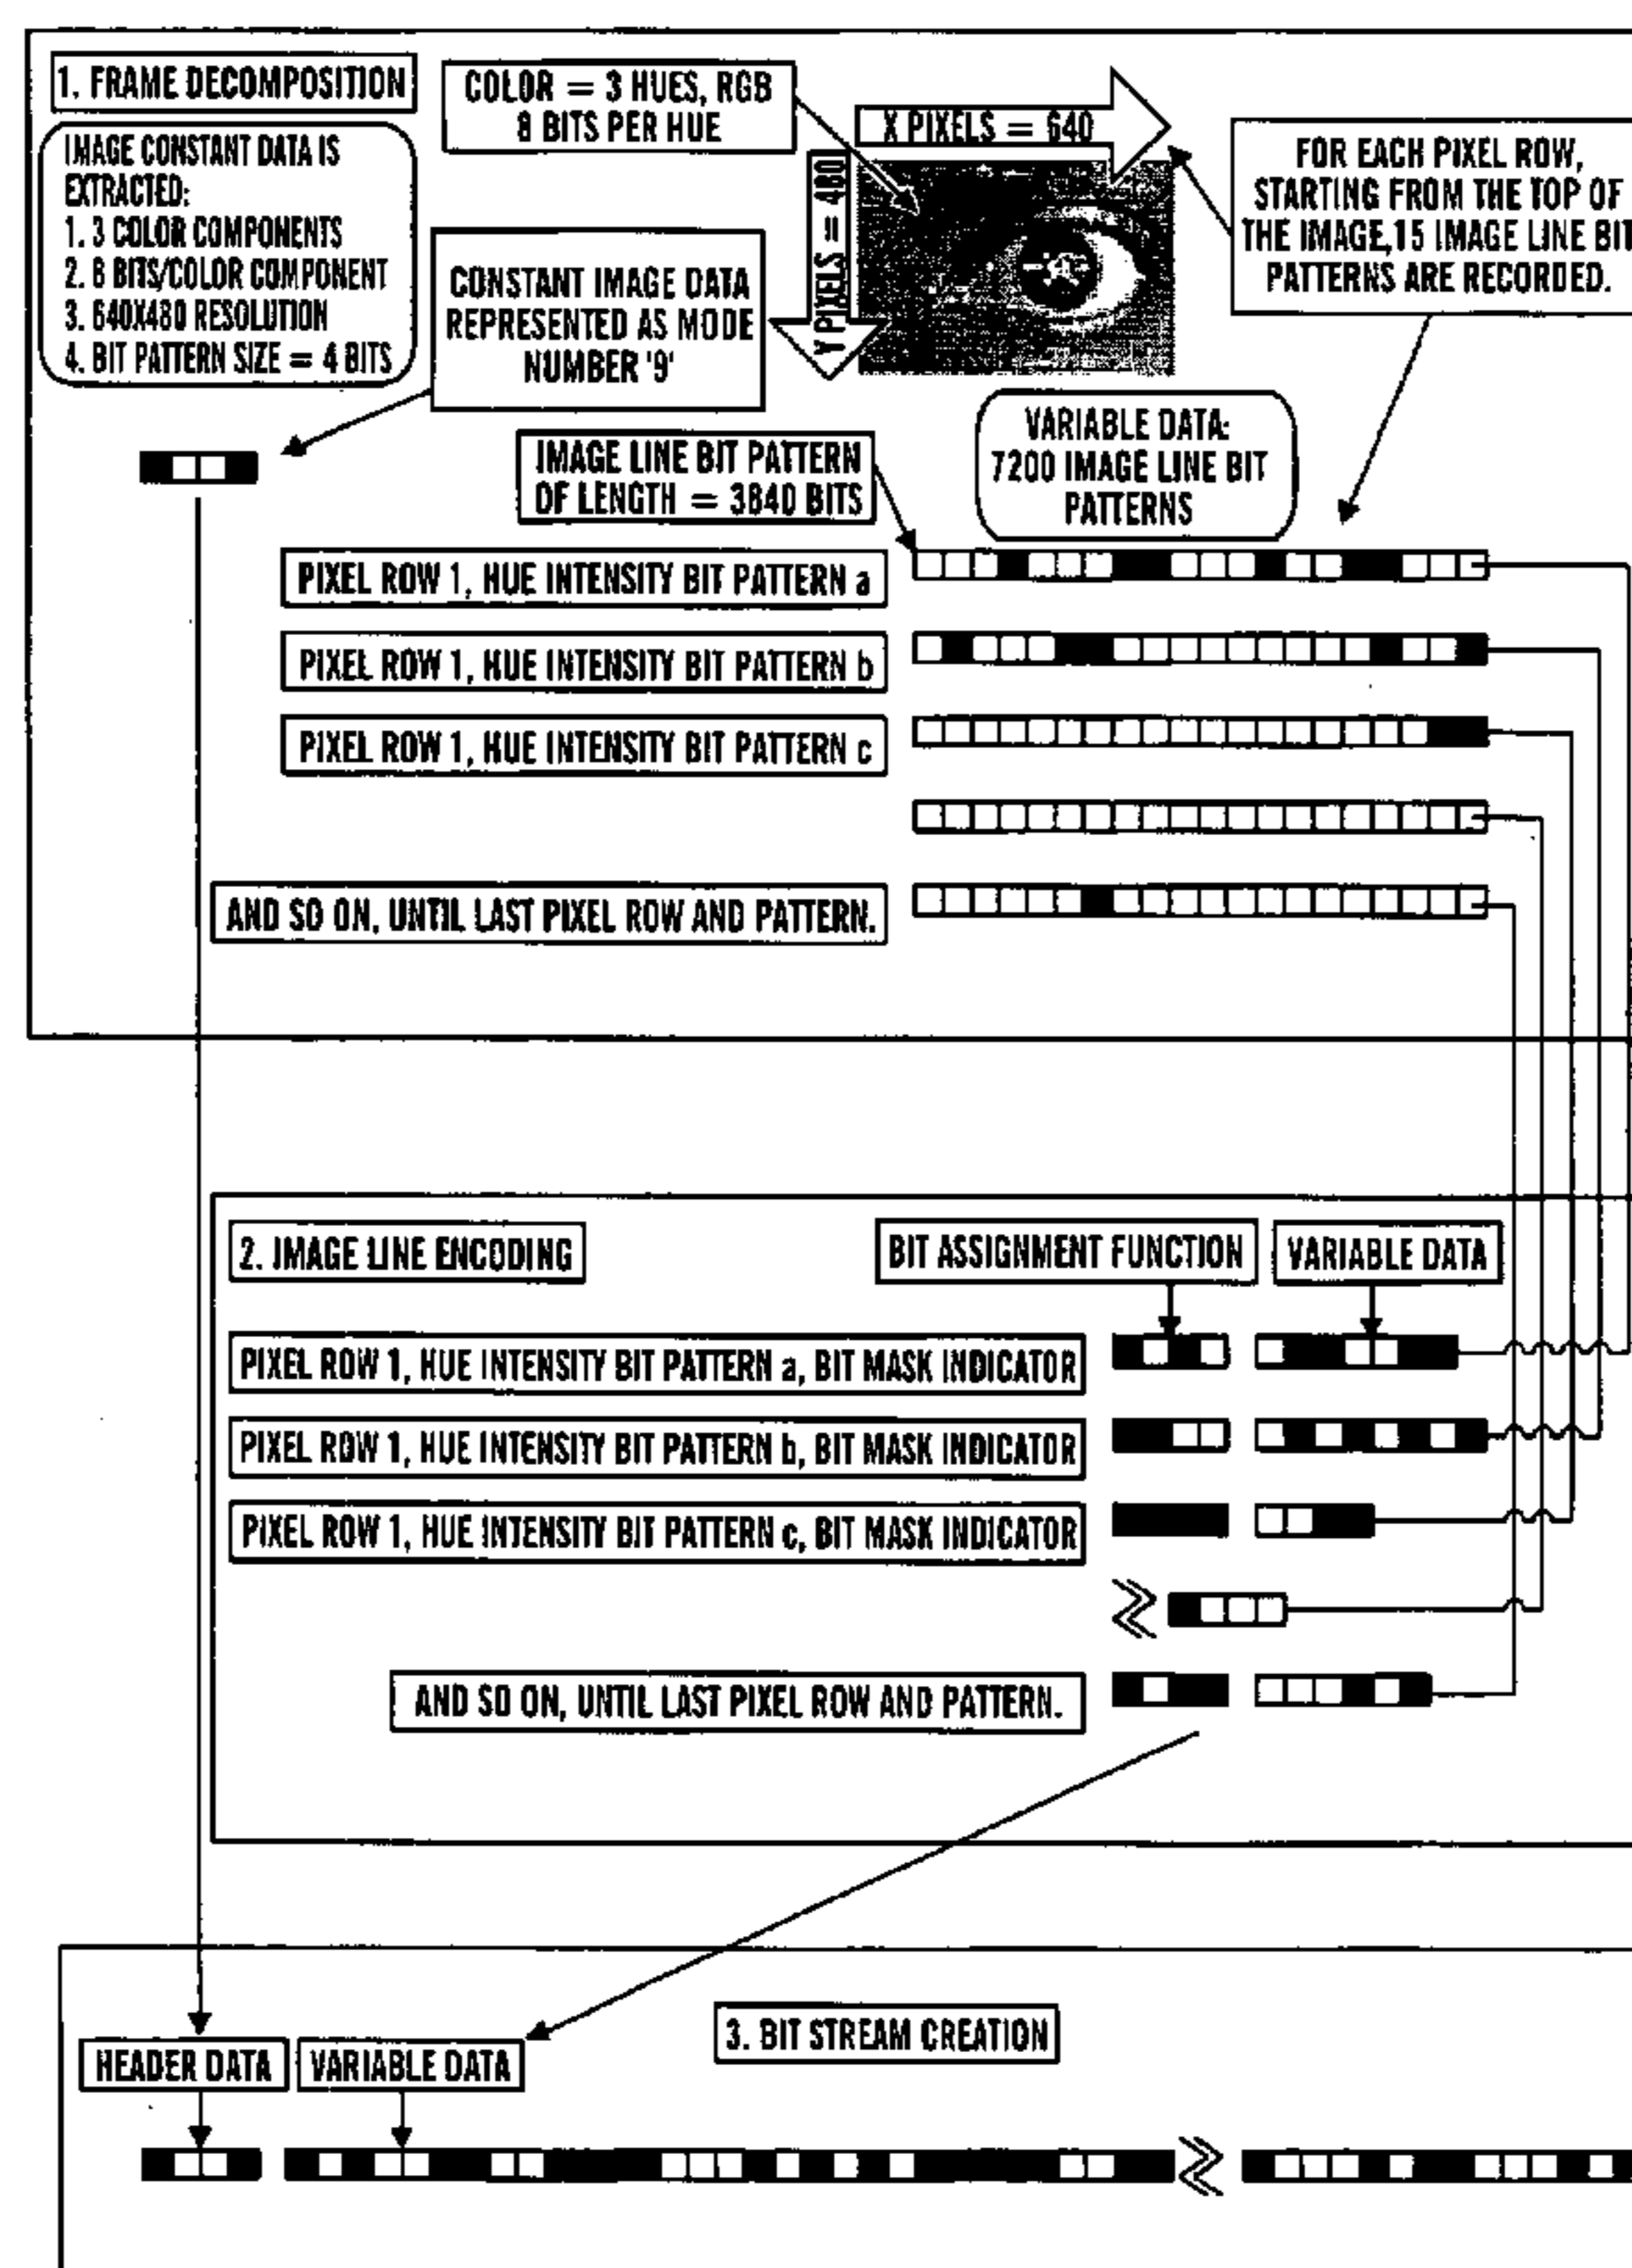 1. FRAME DECOMPOSITION
COLOR = 3 HUES, RGB
8 BITS PER HUE
X PIXELS = 640
Y PIXELS = 480
IMAGE CONSTANT DATA IS
EXTRACTED:
1. 3 COLOR COMPONENTS
2. 8 BITS/COLOR COMPONENT
3. 640X480 RESOLUTION
4. BIT PATTERN SIZE = 4 BITS
CONSTANT IMAGE DATA
REPRESENTED AS MODE
NUMBER '9'
FOR EACH PIXEL ROW,
STARTING FROM THE TOP OF
THE IMAGE,15 IMAGE LINE BIT
PATTERNS ARE RECORDED.
IMAGE LINE BIT PATTERN
OF LENGTH = 3840 BITS
VARIABLE DATA:
7200 IMAGE LINE BIT
PATTERNS
PIXEL ROW 1, HUE INTENSITY BIT PATTERN a
PIXEL ROW 1, HUE INTENSITY BIT PATTERN b
PIXEL ROW 1, HUE INTENSITY BIT PATTERN c
AND SO ON, UNTIL LAST PIXEL ROW AND PATTERN.
2. IMAGE LINE ENCODING
BIT ASSIGNMENT FUNCTION
VARIABLE DATA
PIXEL ROW 1, HUE INTENSITY BIT PATTERN a, BIT MASK INDICATOR
PIXEL ROW 1, HUE INTENSITY BIT PATTERN b, BIT MASK INDICATOR
PIXEL ROW 1, HUE INTENSITY BIT PATTERN c, BIT MASK INDICATOR
AND SO ON, UNTIL LAST PIXEL ROW AND PATTERN.
3. BIT STREAM CREATION
HEADER DATA
VARIABLE DATA